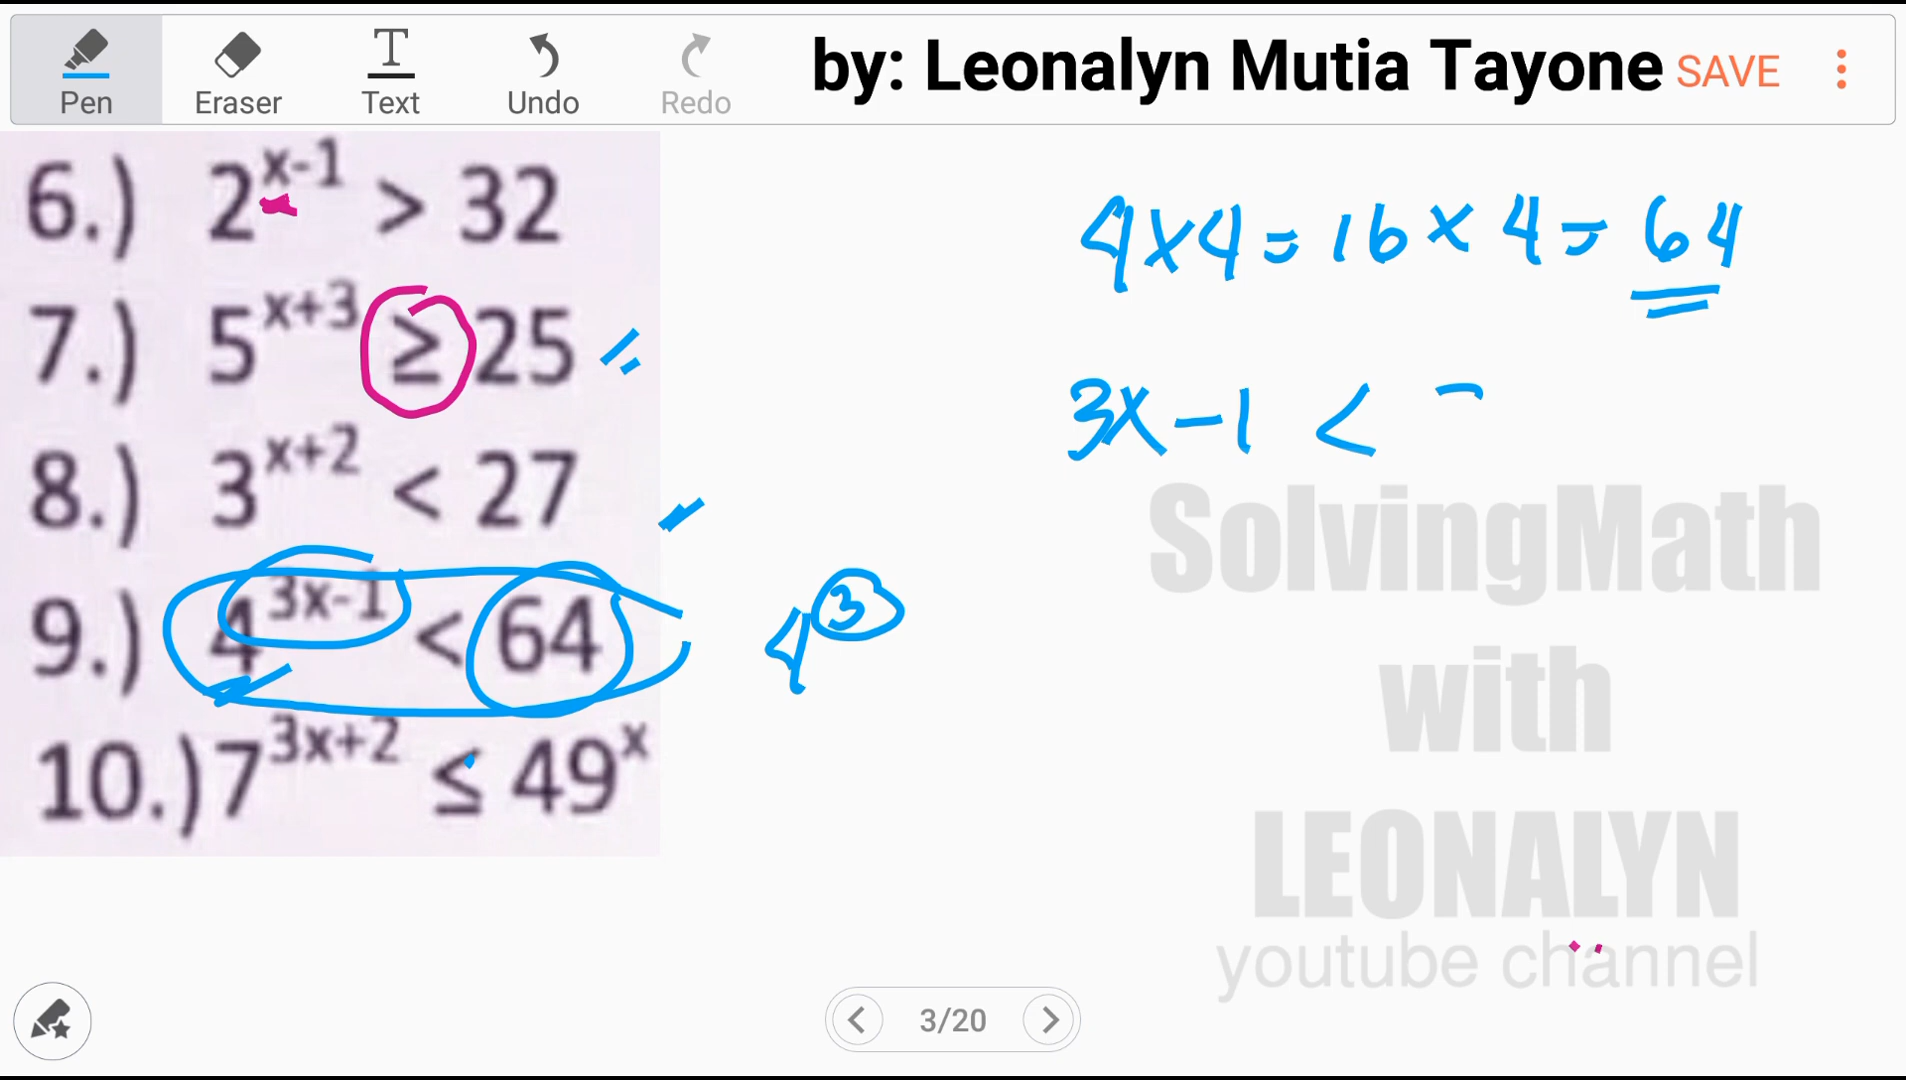 Pen Eraser Text Undo Redo by: Leonalyn Mutia Tayone SAVE
6.) 2^{x-1} > 32
7.) 5^{x+3} ≥ 25
8.) 3^{x+2} < 27
9.) 4^{3x-1} < 64
10.) 7^{3x+2} ≤ 49^x
4^3
4 x 4 = 16 x 4 = 64
3x - 1 <
SolvingMath
with
LEONALYN
youtube channel
3/20